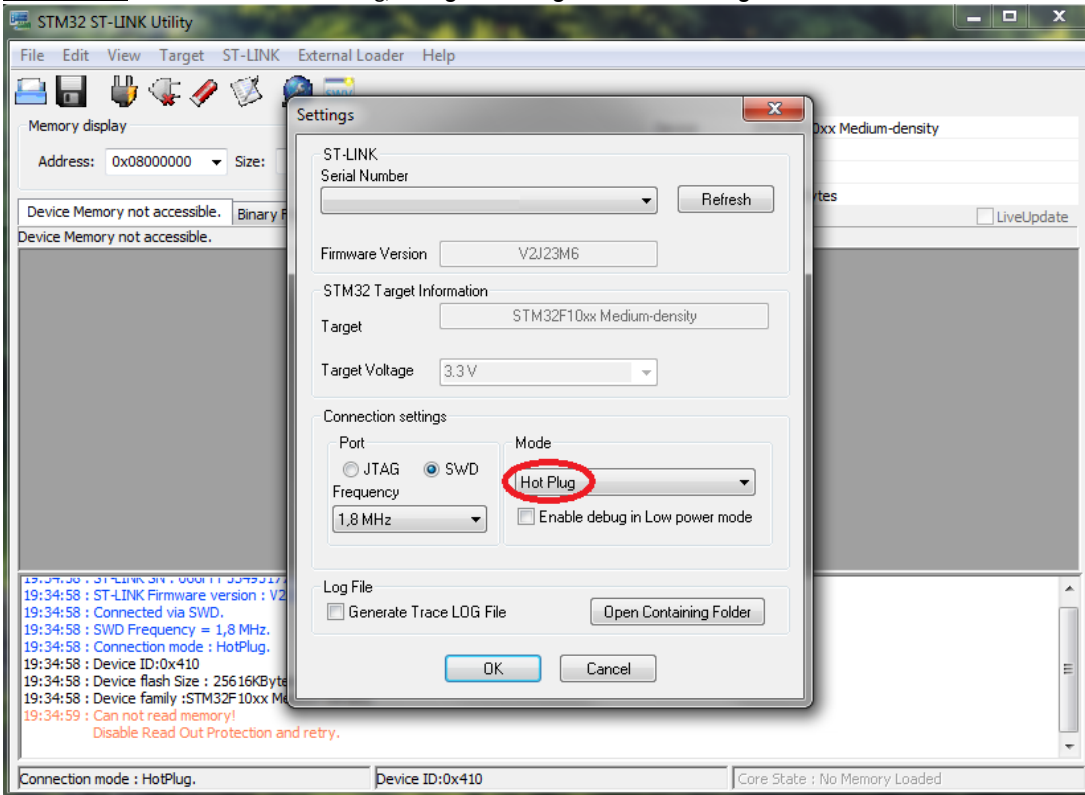 STM32 ST-LINK Utility
File Edit View Target ST-LINK External Loader Help
Memory display
Address: 0x08000000 Size:
0xx Medium-density
ytes
Device Memory not accessible. Binary F
LiveUpdate
Device Memory not accessible.
Settings
ST-LINK
Serial Number
Refresh
Firmware Version V2J23M6
STM32 Target Information
Target STM32F10xx Medium-density
Target Voltage 3.3 V
Connection settings
Port
JTAG SWD
Frequency
1,8 MHz
Mode
Hot Plug
Enable debug in Low power mode
Log File
Generate Trace LOG File Open Containing Folder
OK Cancel
19:34:58 : ST-LINK Firmware version : V2
19:34:58 : Connected via SWD.
19:34:58 : SWD Frequency = 1,8 MHz.
19:34:58 : Connection mode : HotPlug.
19:34:58 : Device ID:0x410
19:34:58 : Device flash Size : 25616KByte
19:34:58 : Device family :STM32F10xx Me
19:34:59 : Can not read memory!
Disable Read Out Protection and retry.
Connection mode : HotPlug. Device ID:0x410 Core State : No Memory Loaded